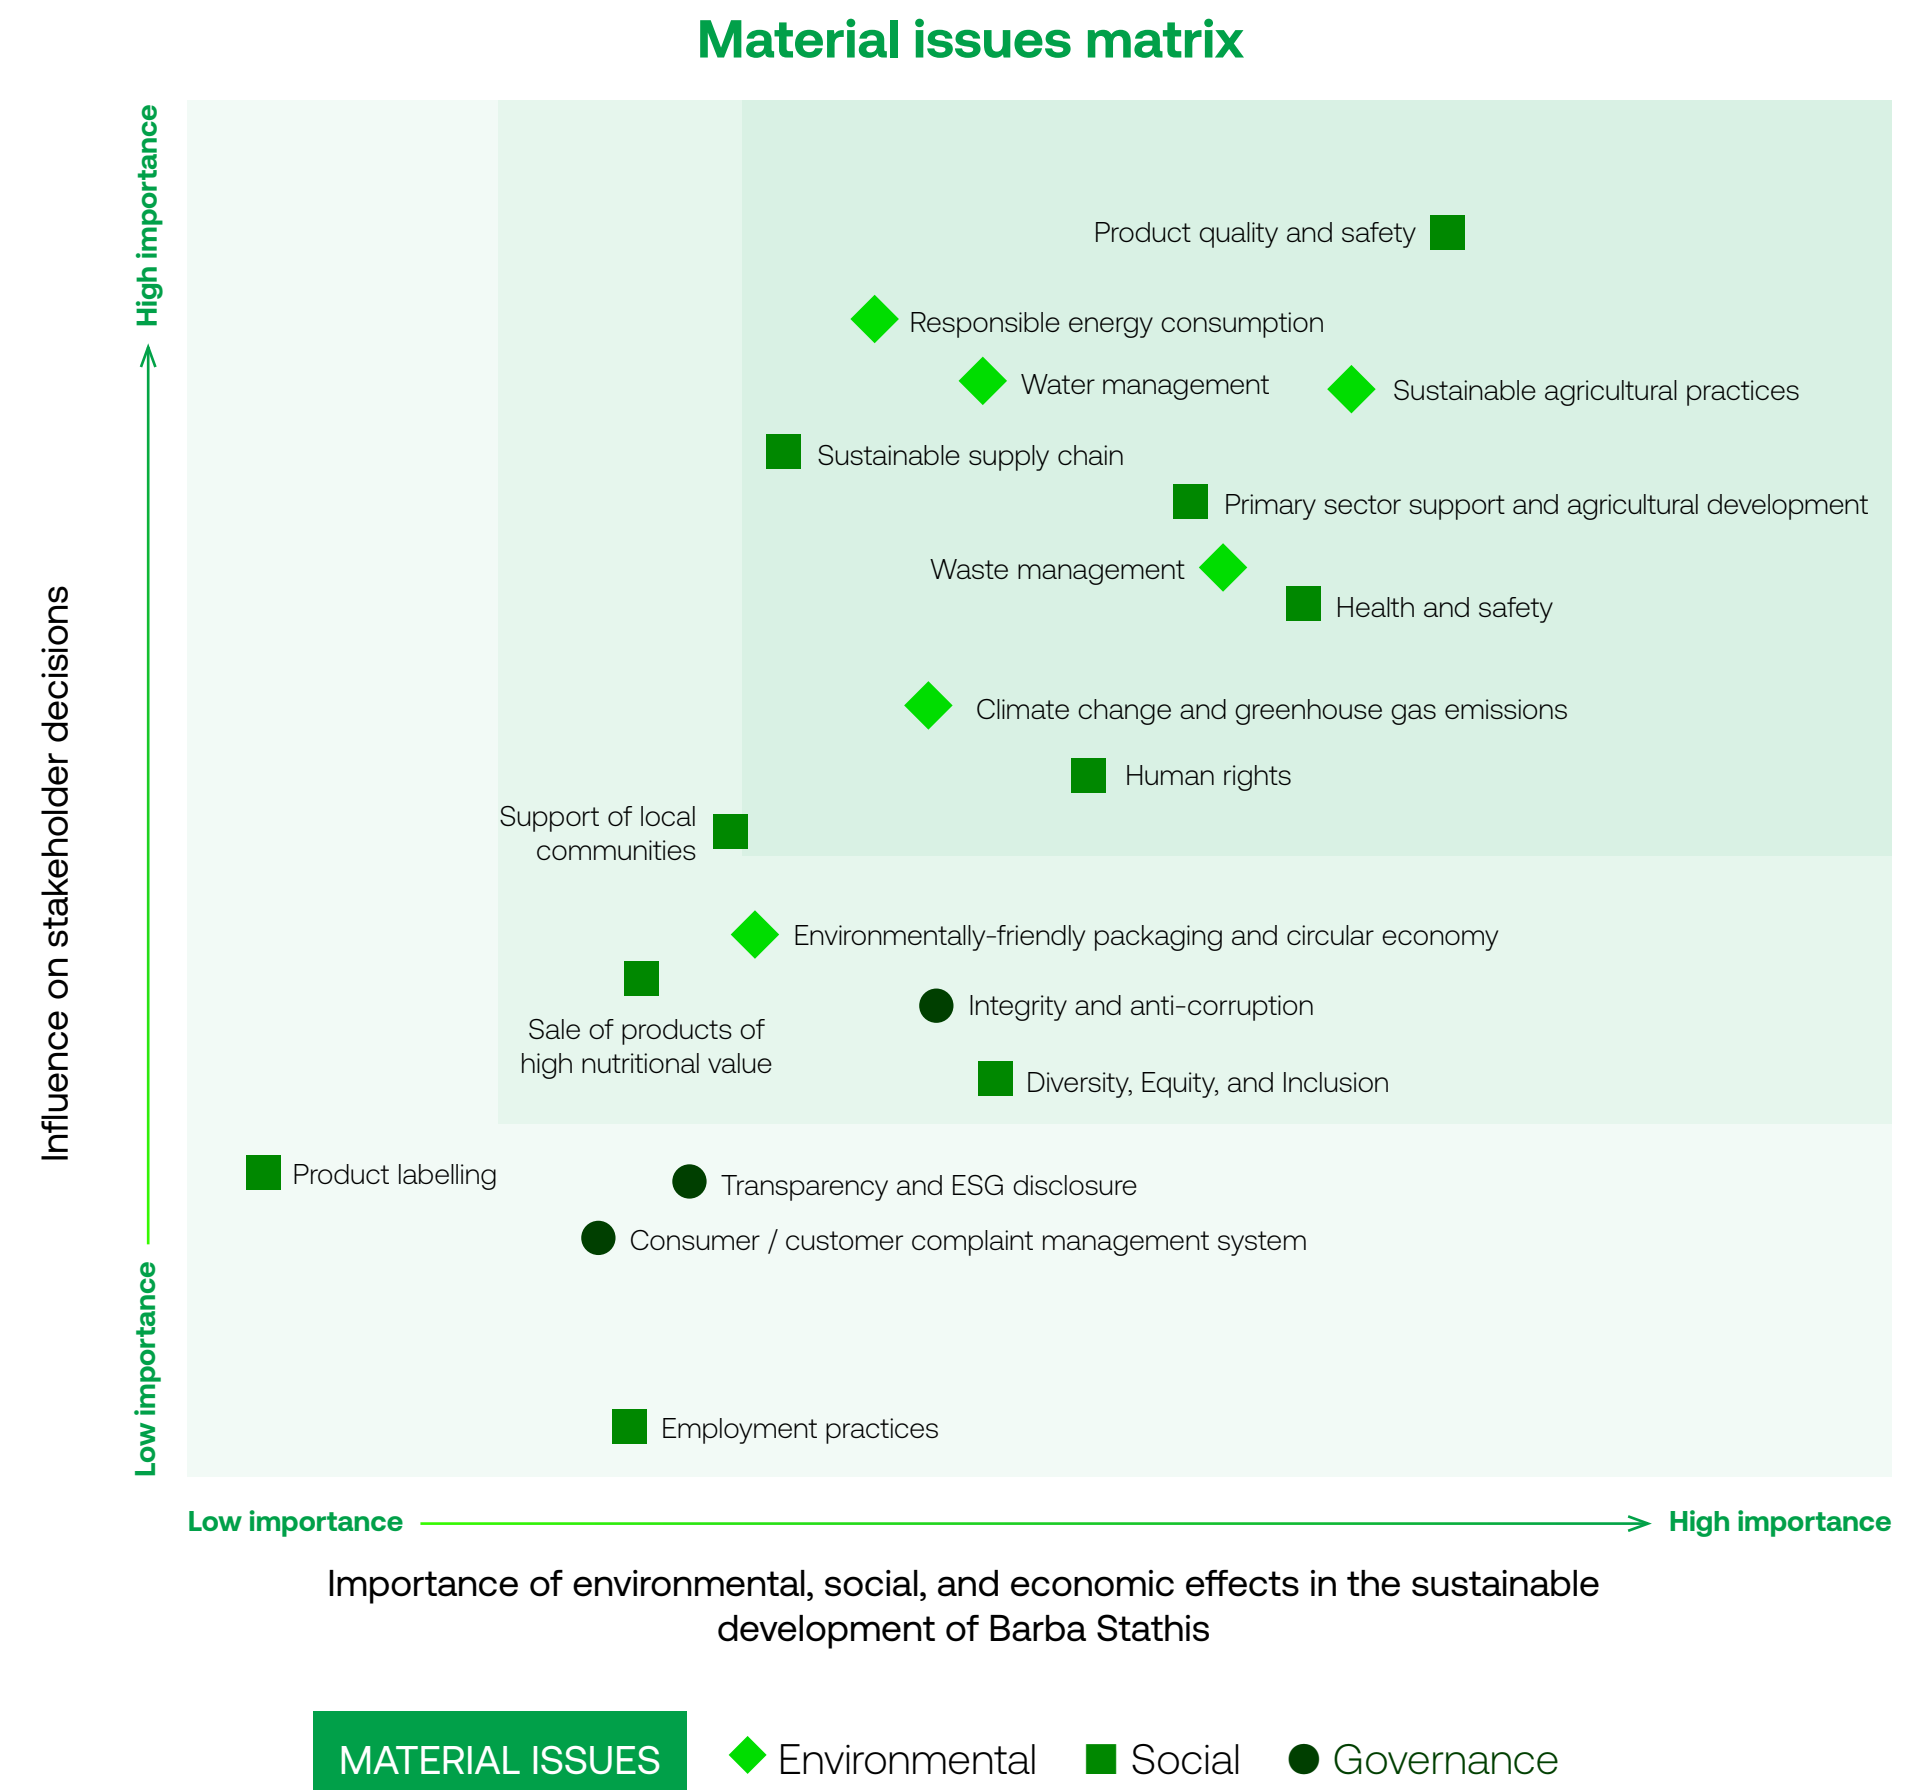 Material issues matrix
High importance
Product quality and safety
Responsible energy consumption
Water management
Sustainable agricultural practices
Sustainable supply chain
Primary sector support and agricultural development
Waste management
Health and safety
Influence on stakeholder decisions
Climate change and greenhouse gas emissions
Human rights
Support of local
communities
Environmentally-friendly packaging and circular economy
Integrity and anti-corruption
Sale of products of
high nutritional value
Diversity, Equity, and Inclusion
Product labelling
Transparency and ESG disclosure
Consumer / customer complaint management system
Low importance
Employment practices
Low importance
High importance
Importance of environmental, social, and economic effects in the sustainable
development of Barba Stathis
MATERIAL ISSUES
Environmental
Social
Governance